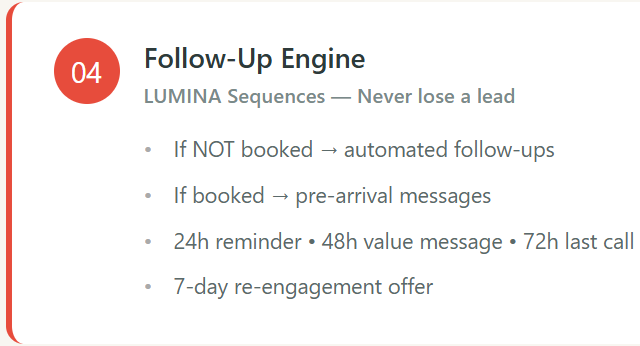 04
Follow-Up Engine
LUMINA Sequences — Never lose a lead
• If NOT booked → automated follow-ups
• If booked → pre-arrival messages
• 24h reminder • 48h value message • 72h last call
• 7-day re-engagement offer